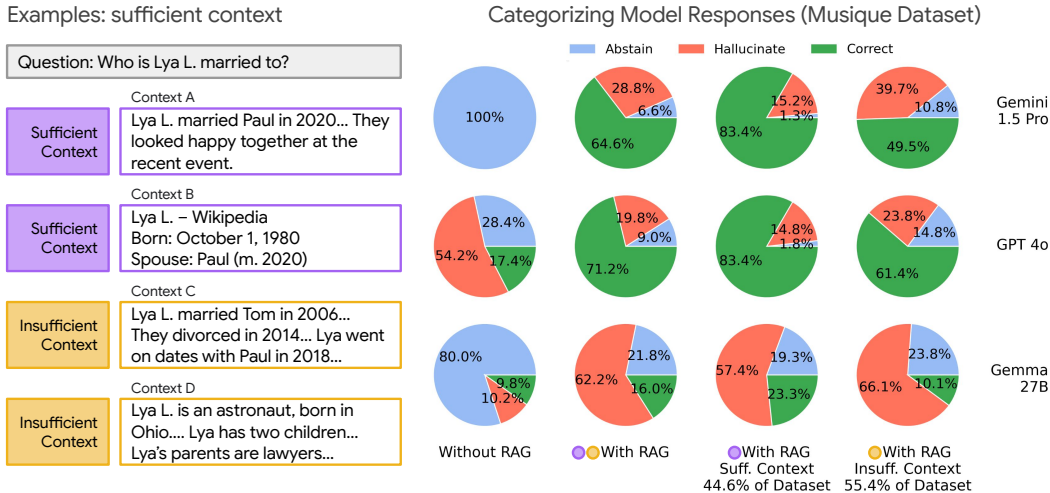 Examples: sufficient context
Question: Who is Lya L. married to?
Context A
Sufficient
Context
Lya L. married Paul in 2020... They
looked happy together at the
recent event.
Context B
Sufficient
Context
Lya L. – Wikipedia
Born: October 1, 1980
Spouse: Paul (m. 2020)
Context C
Insufficient
Context
Lya L. married Tom in 2006...
They divorced in 2014... Lya went
on dates with Paul in 2018...
Context D
Insufficient
Context
Lya L. is an astronaut, born in
Ohio.... Lya has two children...
Lya's parents are lawyers...
Categorizing Model Responses (Musique Dataset)
Abstain Hallucinate Correct
100%
28.8%
6.6%
64.6%
15.2%
1.3%
83.4%
39.7%
10.8%
49.5%
Gemini
1.5 Pro
28.4%
54.2%
17.4%
19.8%
9.0%
71.2%
14.8%
1.8%
83.4%
23.8%
14.8%
61.4%
GPT 4o
80.0%
9.8%
10.2%
21.8%
62.2%
16.0%
19.3%
57.4%
23.3%
23.8%
66.1%
10.1%
Gemma
27B
Without RAG
With RAG
With RAG
Suff. Context
44.6% of Dataset
With RAG
Insuff. Context
55.4% of Dataset